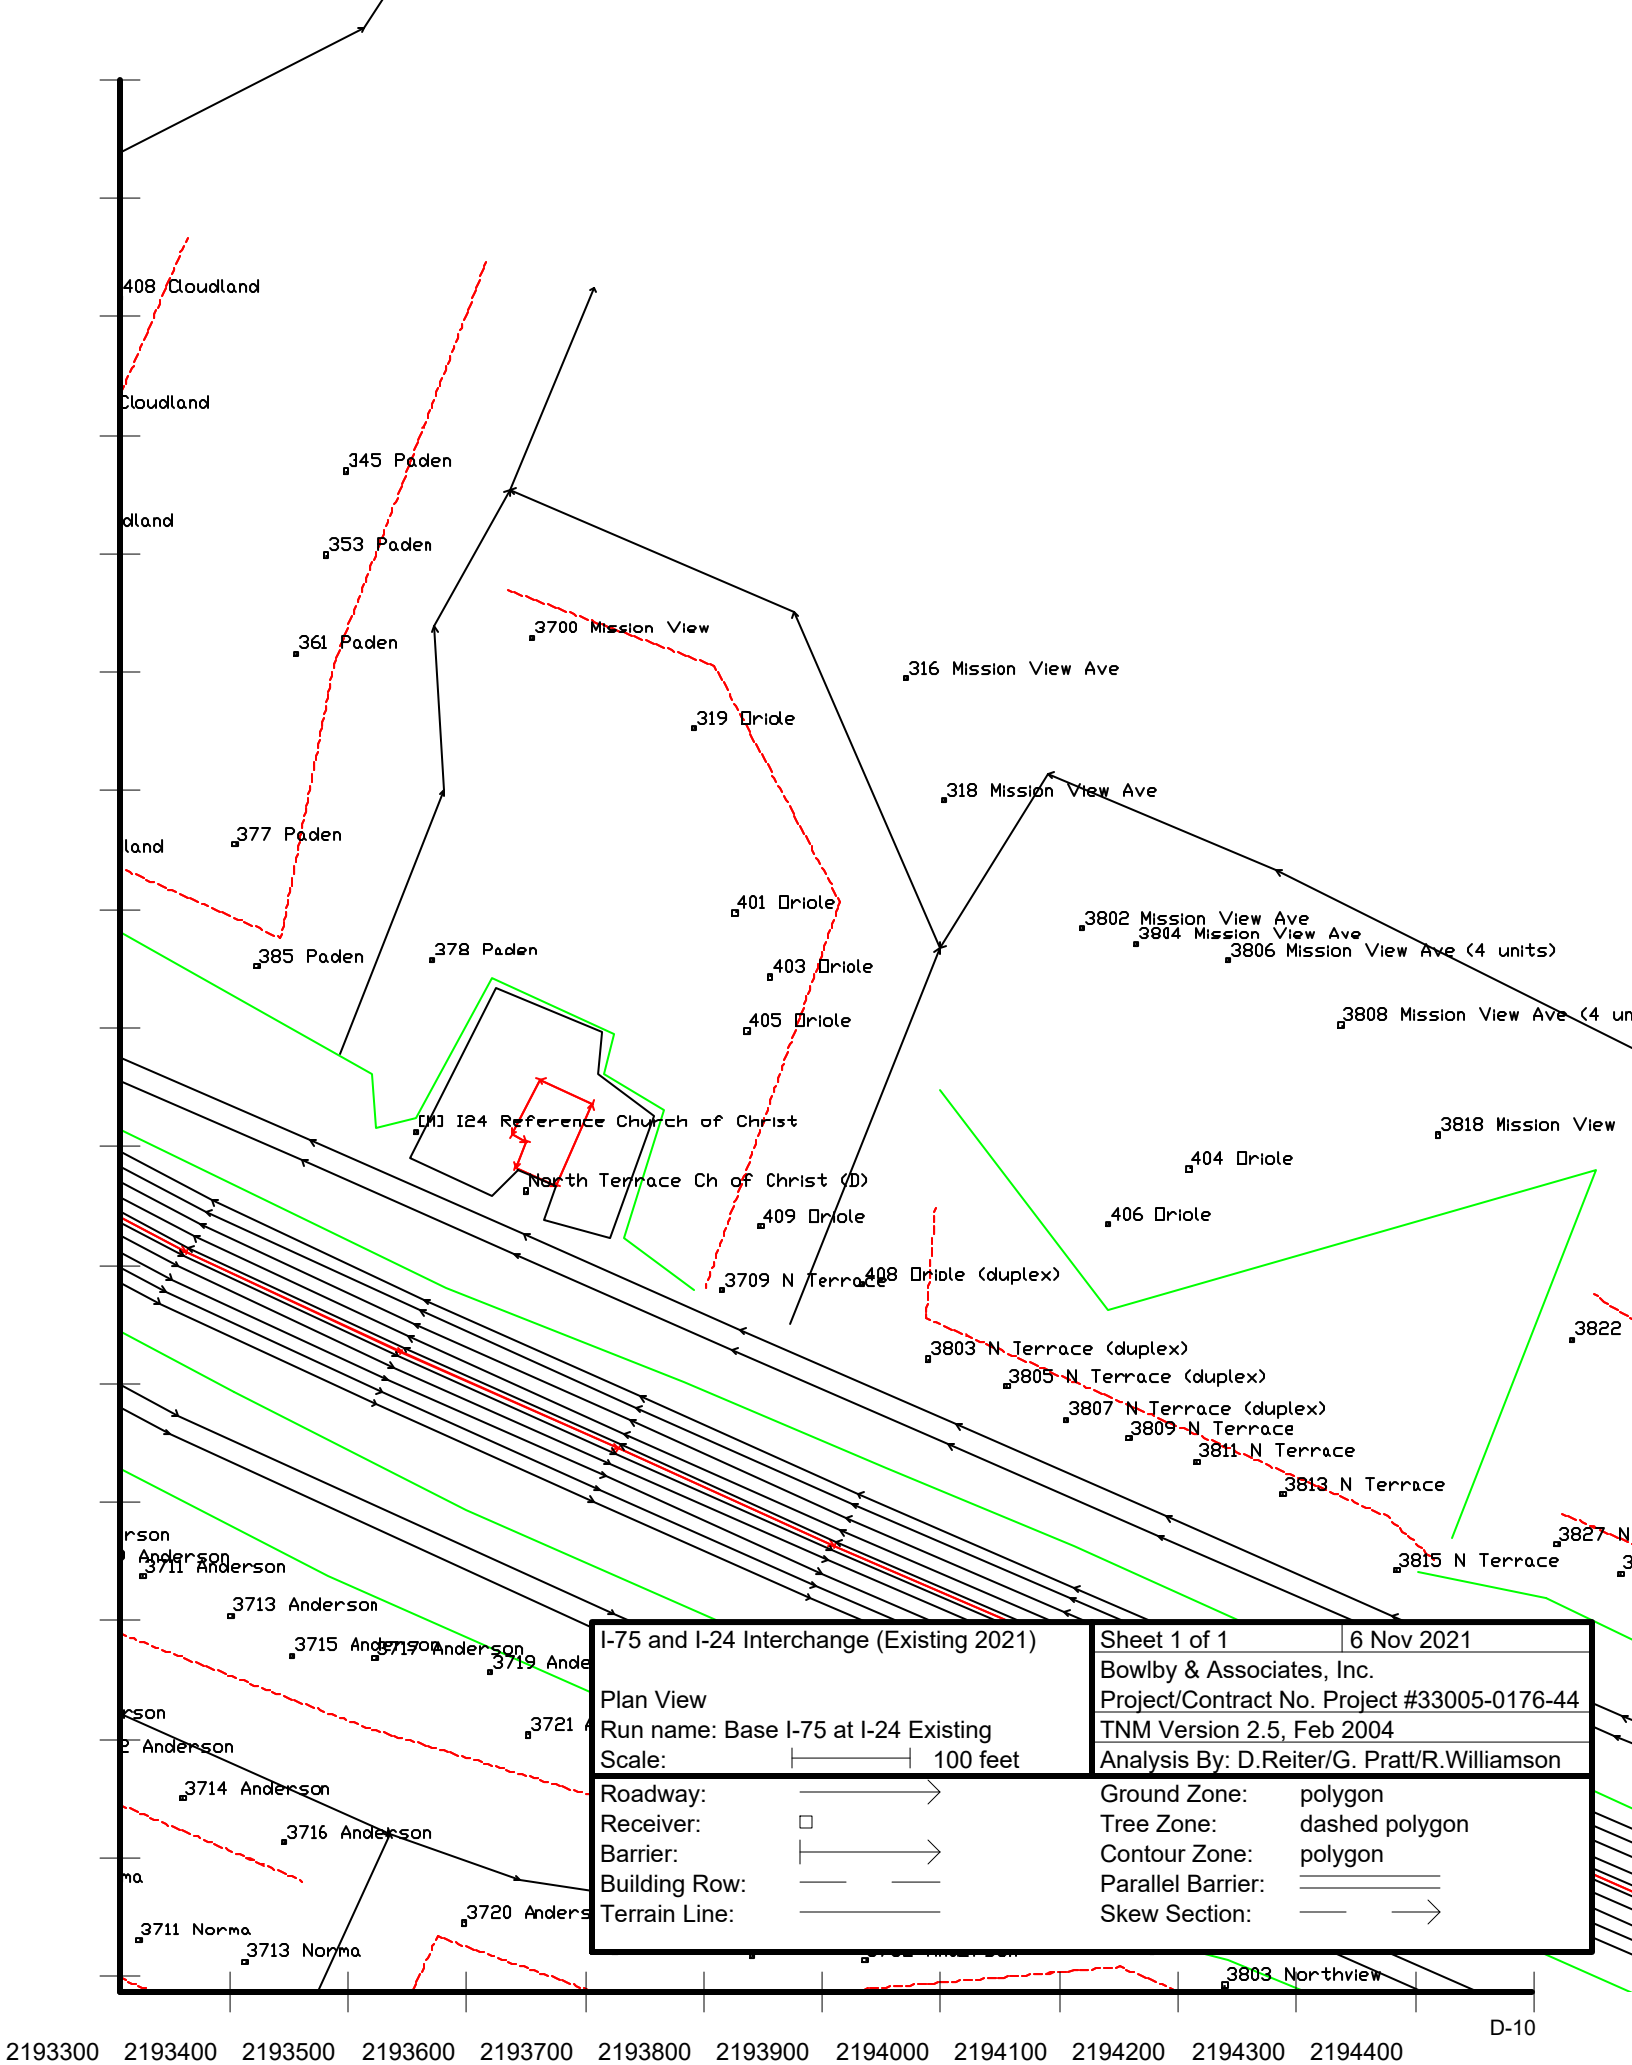 408 Cloudland
Cloudland
345 Paden
dland
353 Paden
3700 Mission View
361 Paden
316 Mission View Ave
319 Oriole
318 Mission View Ave
377 Paden
land
401 Oriole
3802 Mission View Ave
3804 Mission View Ave
3806 Mission View Ave (4 units)
378 Paden
385 Paden
403 Oriole
405 Oriole
3808 Mission View Ave (4 un
[M] I24 Reference Church of Christ
3818 Mission View
404 Oriole
North Terrace Ch of Christ (D)
409 Oriole
406 Oriole
3709 N Terrace
408 Oriole (duplex)
3822
3803 N Terrace (duplex)
3805 N Terrace (duplex)
3807 N Terrace (duplex)
3809 N Terrace
3811 N Terrace
3813 N Terrace
rson
3827 N
Anderson
3815 N Terrace
3711 Anderson
3713 Anderson
3715 Anderson
3717 Anderson
3719 Ande
rson
3721 A
2 Anderson
3714 Anderson
3716 Anderson
ma
3720 Anders
3711 Norma
3713 Norma
3803 Northview
I-75 and I-24 Interchange (Existing 2021)
Plan View
Run name: Base I-75 at I-24 Existing
Scale: 100 feet
Sheet 1 of 1 6 Nov 2021
Bowlby & Associates, Inc.
Project/Contract No. Project #33005-0176-44
TNM Version 2.5, Feb 2004
Analysis By: D.Reiter/G. Pratt/R.Williamson
Roadway:
Receiver:
Barrier:
Building Row:
Terrain Line:
Ground Zone: polygon
Tree Zone: dashed polygon
Contour Zone: polygon
Parallel Barrier:
Skew Section:
D-10
2193300 2193400 2193500 2193600 2193700 2193800 2193900 2194000 2194100 2194200 2194300 2194400